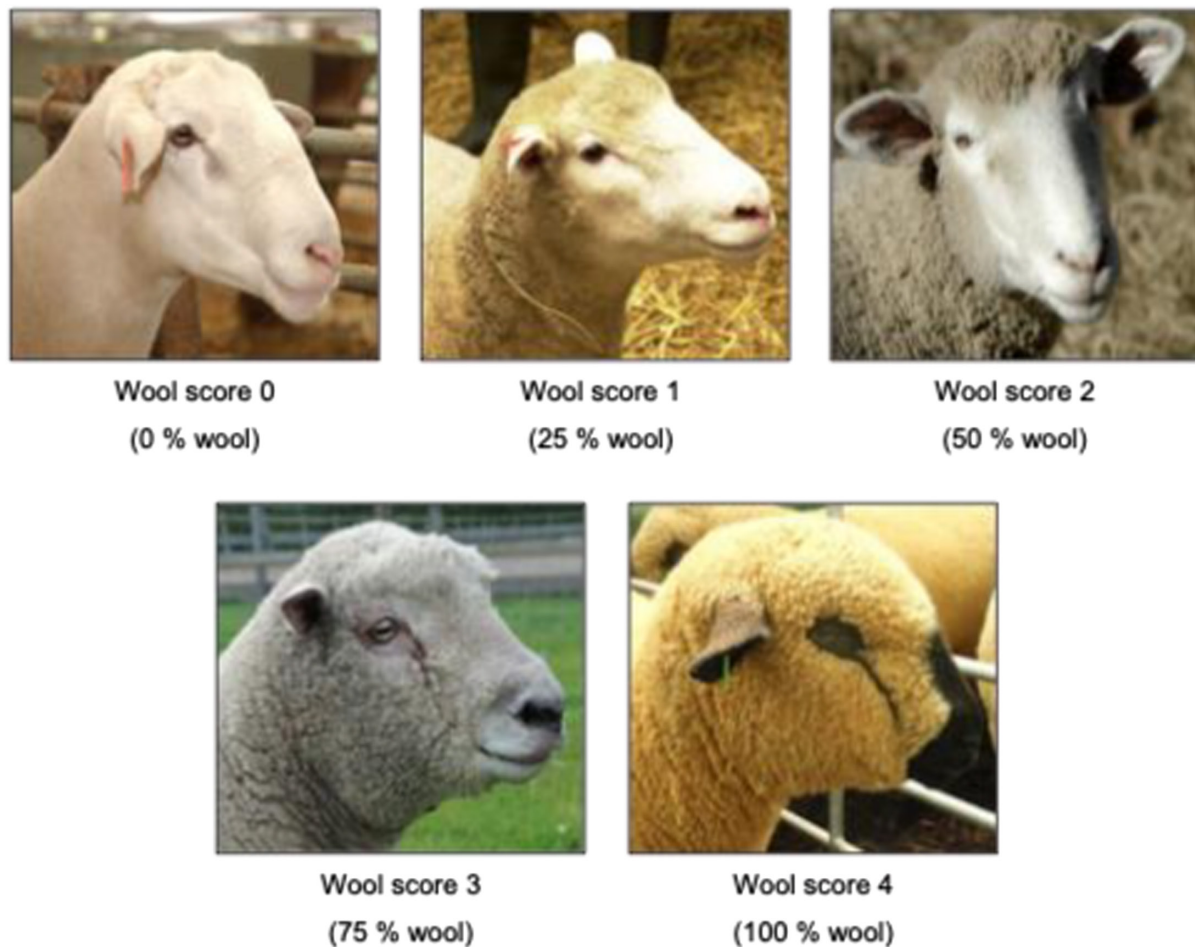 Wool score 0
(0 % wool)
Wool score 1
(25 % wool)
Wool score 2
(50 % wool)
Wool score 3
(75 % wool)
Wool score 4
(100 % wool)